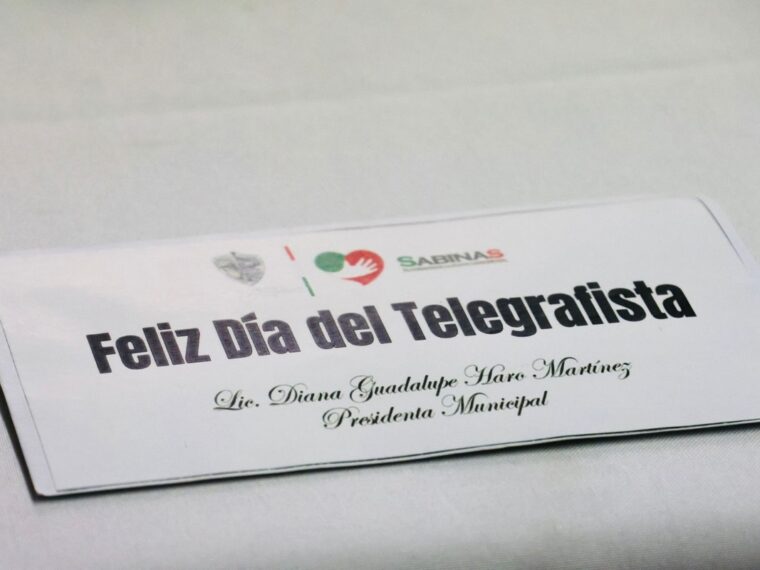 SABINAS
Feliz Día del Telegrafista
Lic. Diana Guadalupe Haro Martínez
Presidenta Municipal